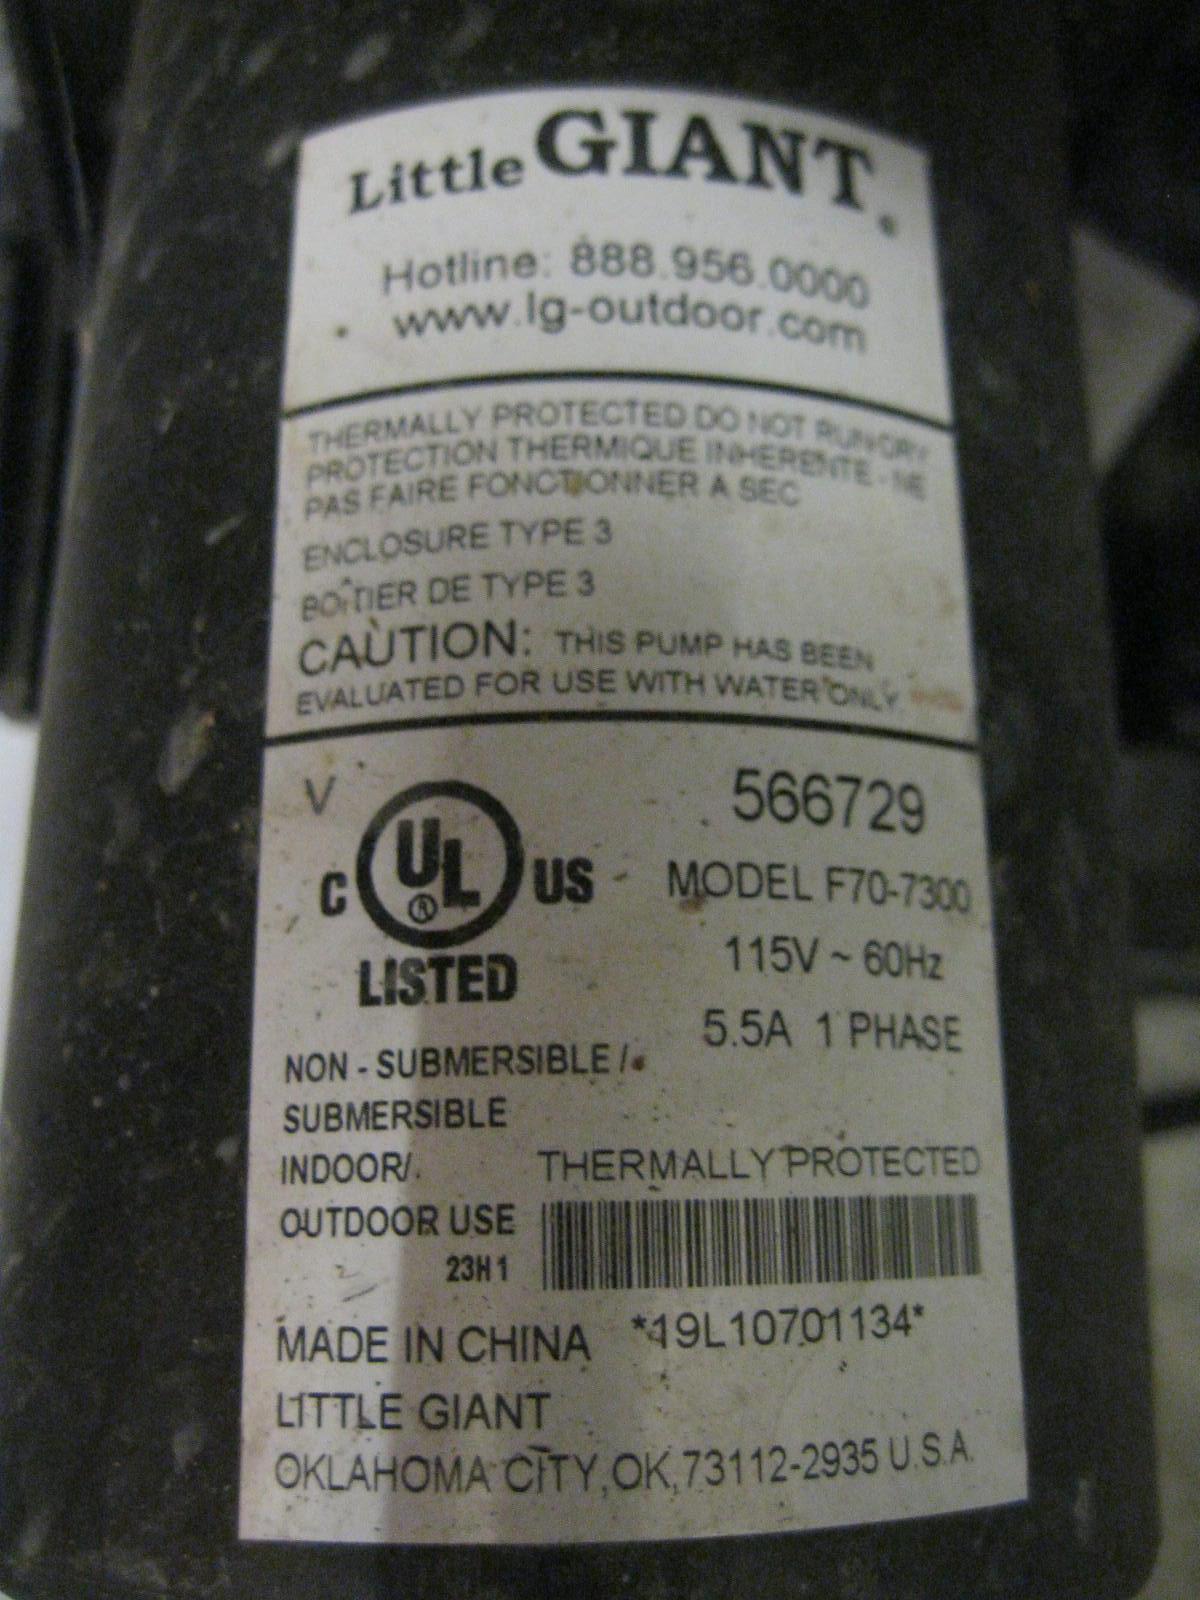 Little GIANT®
Hotline: 888.956.0000
www.lg-outdoor.com
THERMALLY PROTECTED DO NOT RUN DRY
PROTECTION THERMIQUE INHERENTE - NE
PAS FAIRE FONCTIONNER A SEC
ENCLOSURE TYPE 3
BOÎTIER DE TYPE 3
CAUTION: THIS PUMP HAS BEEN
EVALUATED FOR USE WITH WATER ONLY.
V
C UL® US
LISTED
566729
MODEL F70-7300
115V ~ 60Hz
5.5A 1 PHASE
NON - SUBMERSIBLE /
SUBMERSIBLE
INDOOR/
OUTDOOR USE
23H1
THERMALLY PROTECTED
*19L10701134*
MADE IN CHINA
LITTLE GIANT
OKLAHOMA CITY, OK, 73112-2935 U.S.A.